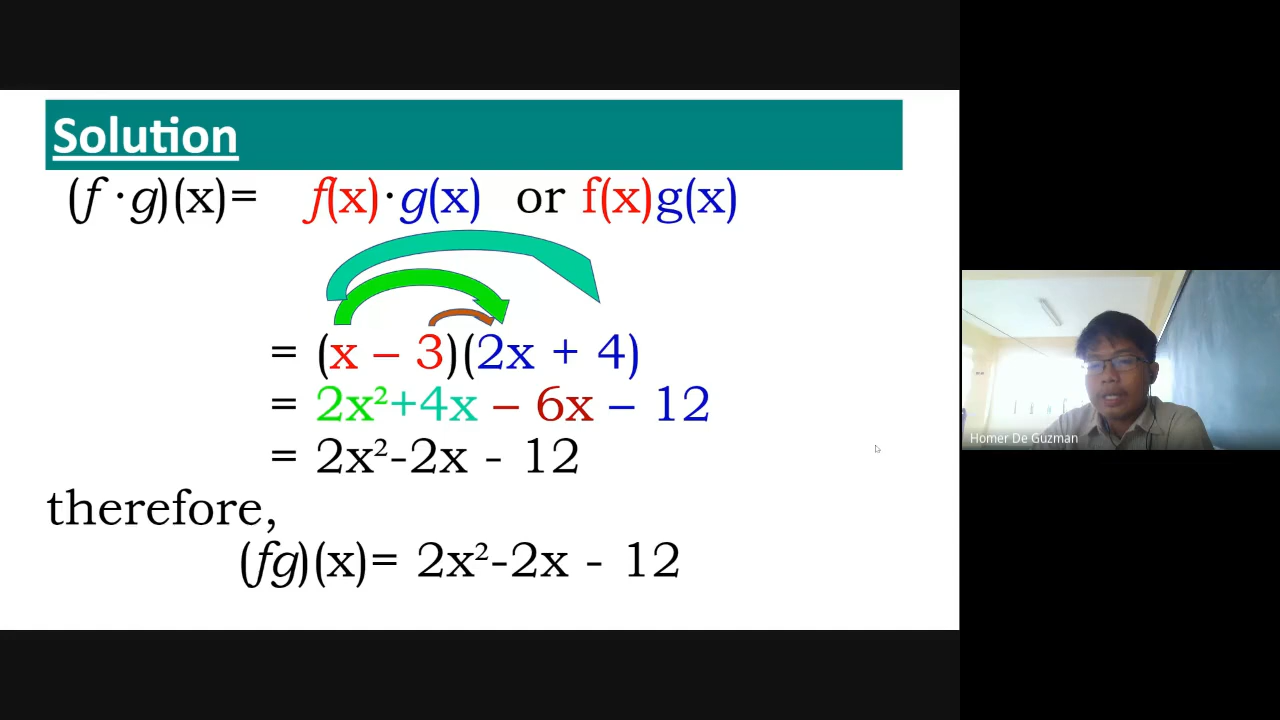 Solution
(f ·g)(x)= f(x)·g(x) or f(x)g(x)
= (x – 3)(2x + 4)
= 2x²+4x – 6x – 12
= 2x²-2x - 12
therefore,
(fg)(x)= 2x²-2x - 12
Homer De Guzman